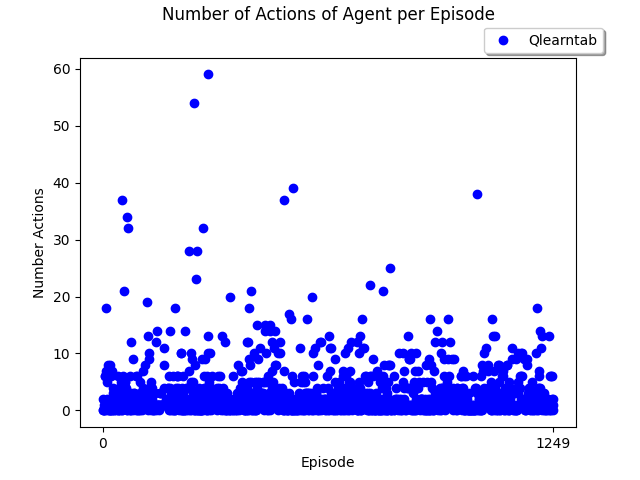 Number of Actions of Agent per Episode
Qlearntab
60
50
40
30
20
10
0
Number Actions
0 1249
Episode